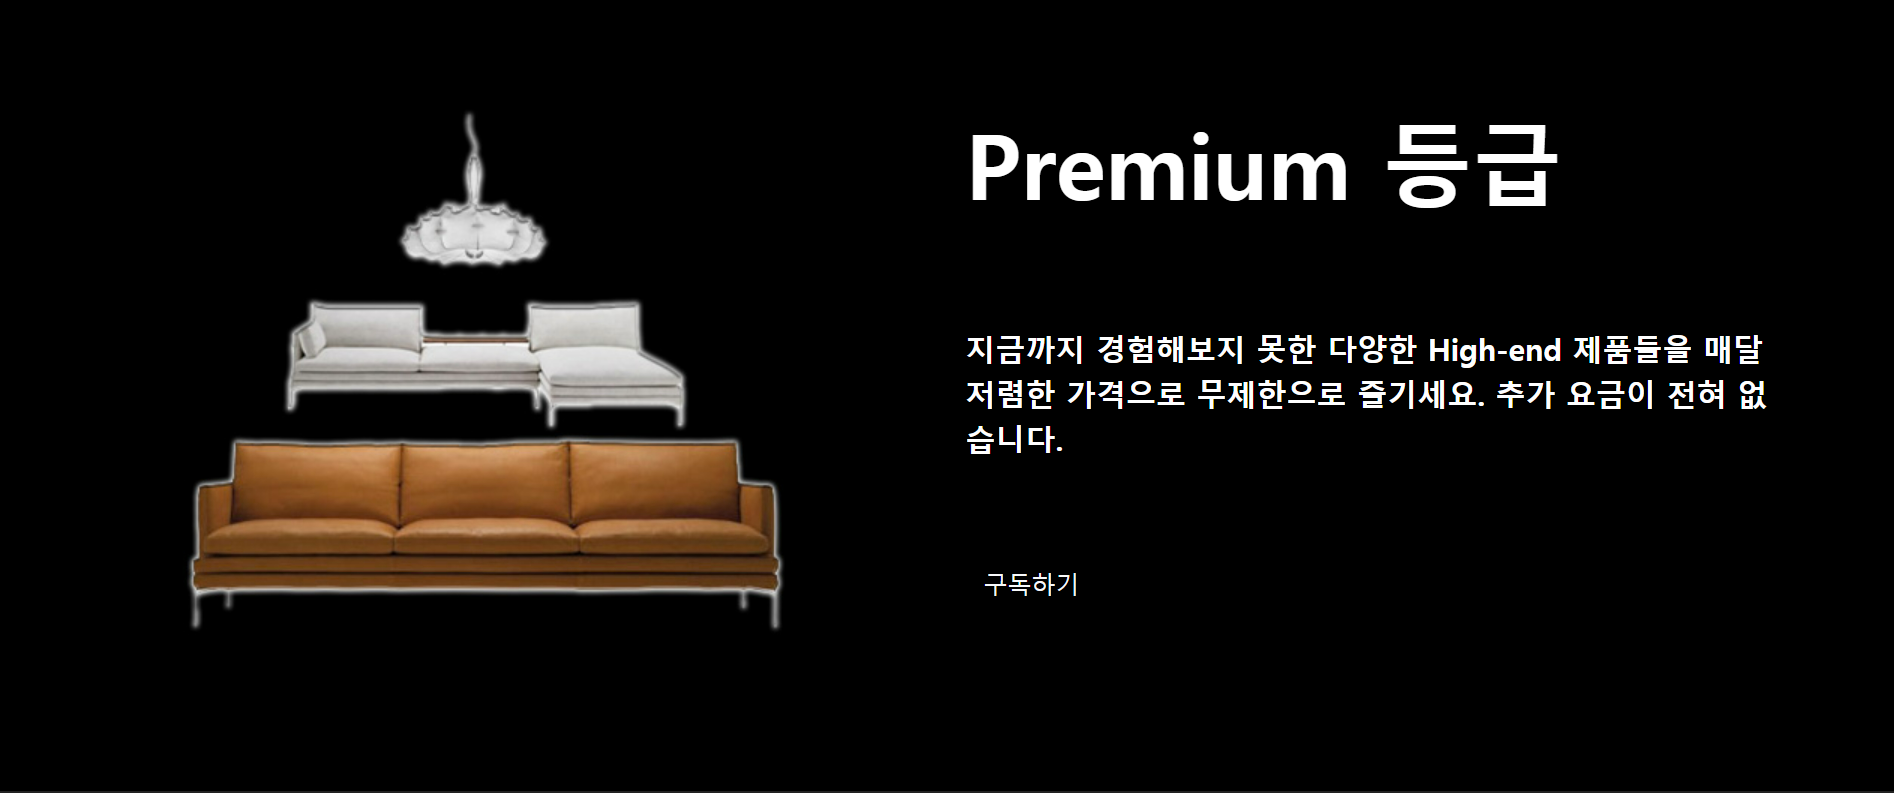 Premium 등급
지금까지 경험해보지 못한 다양한 High-end 제품들을 매달
저렴한 가격으로 무제한으로 즐기세요. 추가 요금이 전혀 없
습니다.
구독하기